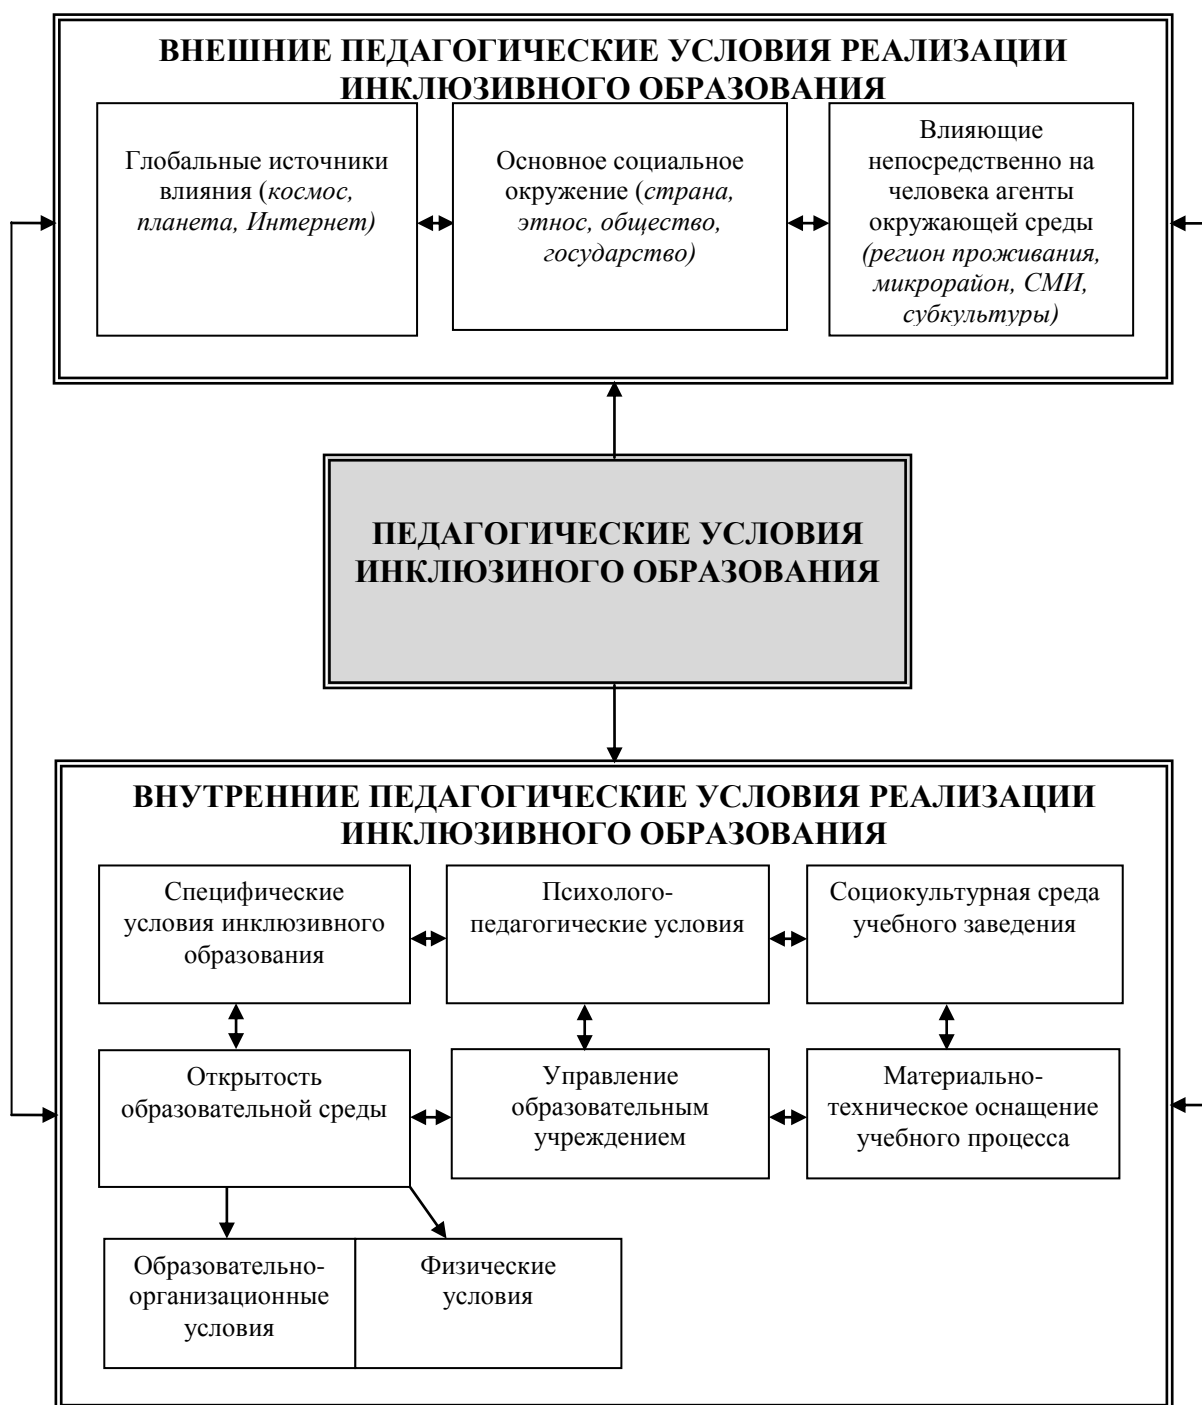 ВНЕШНИЕ ПЕДАГОГИЧЕСКИЕ УСЛОВИЯ РЕАЛИЗАЦИИ
ИНКЛЮЗИВНОГО ОБРАЗОВАНИЯ
Глобальные источники
влияния (космос,
планета, Интернет)
Основное социальное
окружение (страна,
этнос, общество,
государство)
Влияющие
непосредственно на
человека агенты
окружающей среды
(регион проживания,
микрорайон, СМИ,
субкультуры)
ПЕДАГОГИЧЕСКИЕ УСЛОВИЯ
ИНКЛЮЗИНОГО ОБРАЗОВАНИЯ
ВНУТРЕННИЕ ПЕДАГОГИЧЕСКИЕ УСЛОВИЯ РЕАЛИЗАЦИИ
ИНКЛЮЗИВНОГО ОБРАЗОВАНИЯ
Специфические
условия инклюзивного
образования
Психолого-
педагогические условия
Социокультурная среда
учебного заведения
Открытость
образовательной среды
Управление
образовательным
учреждением
Материально-
техническое оснащение
учебного процесса
Образовательно-
организационные
условия
Физические
условия